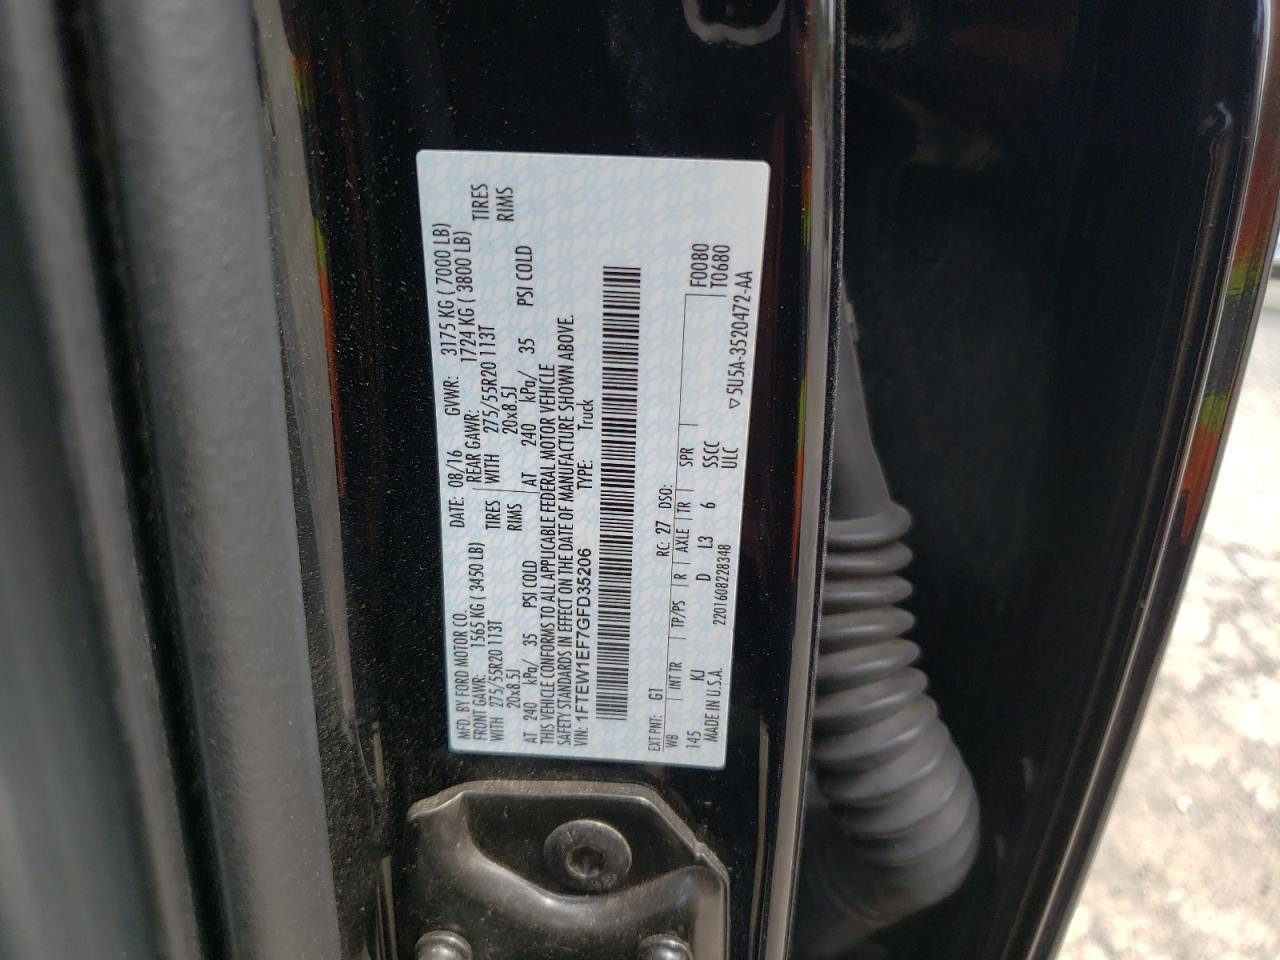 MFD. BY FORD MOTOR CO. DATE: 08/16 GVWR: 3175 KG ( 7000 LB)
FRONT GAWR: 1565 KG ( 3450 LB) REAR GAWR: 1724 KG ( 3800 LB)
WITH 275/55R20 113T TIRES WITH 275/55R20 113T TIRES
20x8.5J RIMS 20x8.5J RIMS
AT 240 kPa/ 35 PSI COLD AT 240 kPa/ 35 PSI COLD
THIS VEHICLE CONFORMS TO ALL APPLICABLE FEDERAL MOTOR VEHICLE
SAFETY STANDARDS IN EFFECT ON THE DATE OF MANUFACTURE SHOWN ABOVE.
VIN: 1FTEW1EF7GFD35206 TYPE: Truck
EXT PNT: G1 RC: 27 DSO: F0080
WB INT TR TP/PS R AXLE TR SPR T0680
145 KJ D L3 6 SSCC
MADE IN U.S.A. 2201608228348 ULC ▽5U5A-3520472-AA